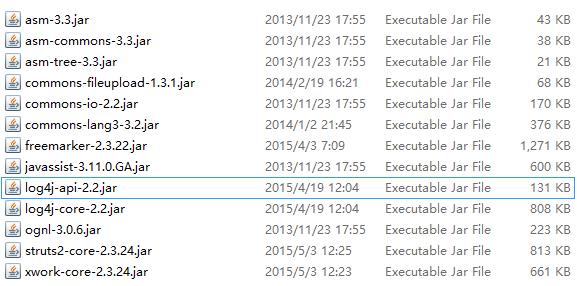 asm-3.3.jar 2013/11/23 17:55 Executable Jar File 43 KB
asm-commons-3.3.jar 2013/11/23 17:55 Executable Jar File 38 KB
asm-tree-3.3.jar 2013/11/23 17:55 Executable Jar File 21 KB
commons-fileupload-1.3.1.jar 2014/2/19 16:21 Executable Jar File 68 KB
commons-io-2.2.jar 2013/11/23 17:55 Executable Jar File 170 KB
commons-lang3-3.2.jar 2014/1/2 21:45 Executable Jar File 376 KB
freemarker-2.3.22.jar 2015/4/3 7:09 Executable Jar File 1,271 KB
javassist-3.11.0.GA.jar 2013/11/23 17:55 Executable Jar File 600 KB
log4j-api-2.2.jar 2015/4/19 12:04 Executable Jar File 131 KB
log4j-core-2.2.jar 2015/4/19 12:04 Executable Jar File 808 KB
ognl-3.0.6.jar 2013/11/23 17:55 Executable Jar File 223 KB
struts2-core-2.3.24.jar 2015/5/3 12:25 Executable Jar File 813 KB
xwork-core-2.3.24.jar 2015/5/3 12:23 Executable Jar File 661 KB